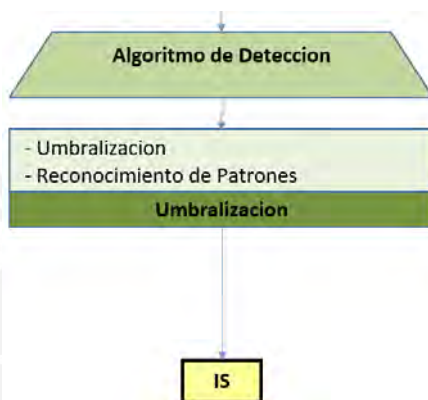 Algoritmo de Deteccion
- Umbralizacion
- Reconocimiento de Patrones
Umbralizacion
IS